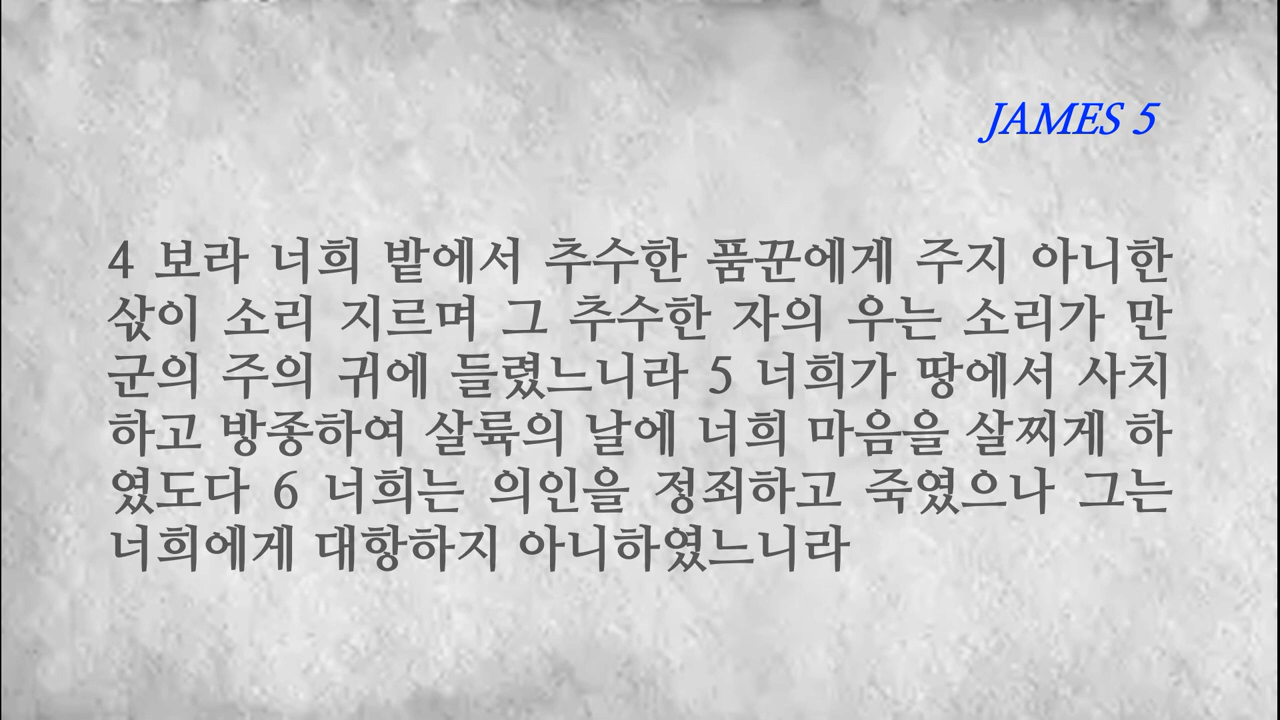 JAMES 5
4 보라 너희 밭에서 추수한 품꾼에게 주지 아니한
삯이 소리 지르며 그 추수한 자의 우는 소리가 만
군의 주의 귀에 들렸느니라 5 너희가 땅에서 사치
하고 방종하여 살륙의 날에 너희 마음을 살찌게 하
였도다 6 너희는 의인을 정죄하고 죽였으나 그는
너희에게 대항하지 아니하였느니라